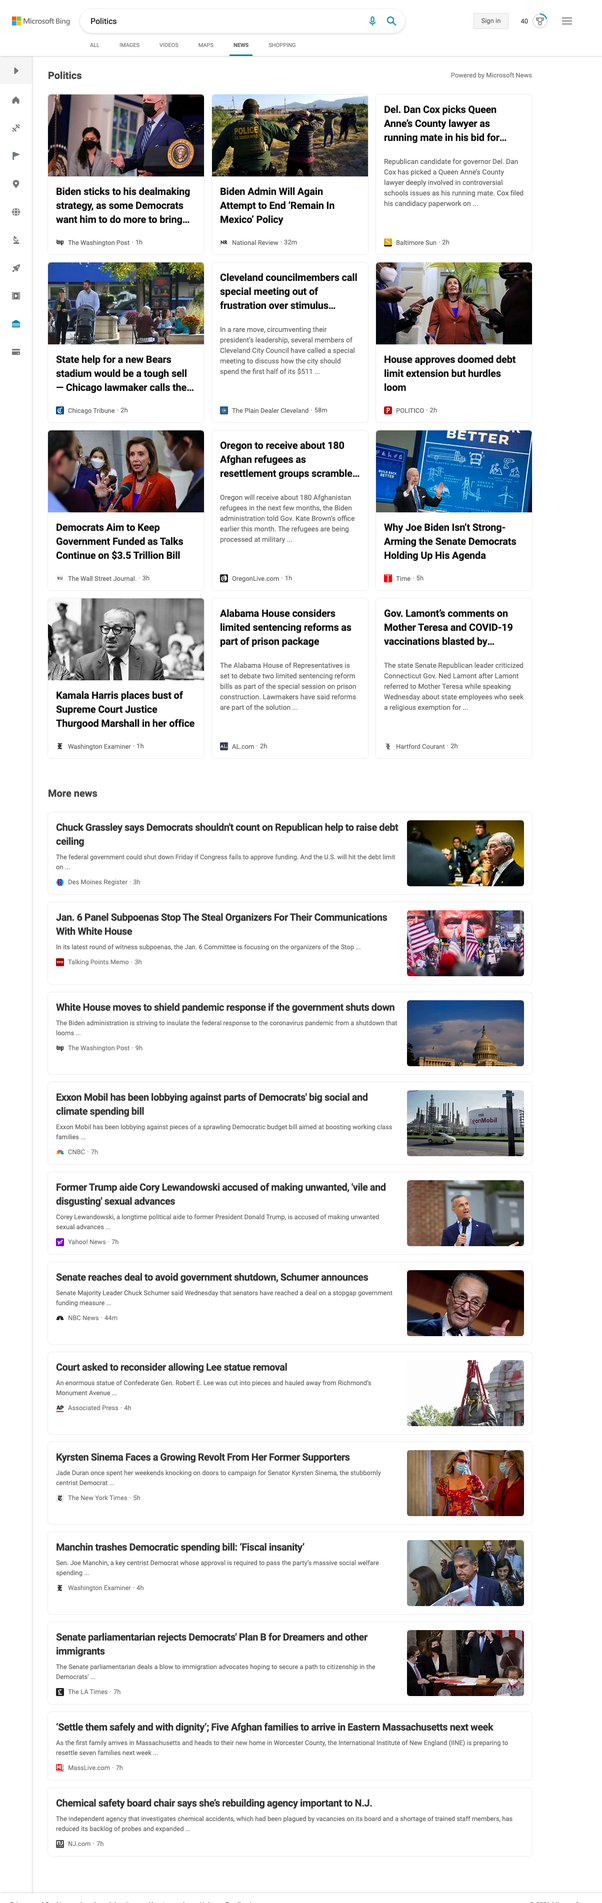 Microsoft Bing
Politics
Sign in
40
ALL
IMAGES
VIDEOS
MAPS
NEWS
SHOPPING
Politics
Powered by Microsoft News
Biden sticks to his dealmaking
strategy, as some Democrats
want him to do more to bring...
The Washington Post · 1h
POLICE
Biden Admin Will Again
Attempt to End ‘Remain In
Mexico’ Policy
NR National Review · 32m
Del. Dan Cox picks Queen
Anne’s County lawyer as
running mate in his bid for...
Republican candidate for governor Del. Dan
Cox has picked a Queen Anne’s County
lawyer deeply involved in controversial
schools issues as his running mate. Cox filed
his candidacy paperwork on ...
Baltimore Sun · 2h
State help for a new Bears
stadium would be a tough sell
— Chicago lawmaker calls the...
Chicago Tribune · 2h
Cleveland councilmembers call
special meeting out of
frustration over stimulus...
In a rare move, circumventing their
president’s leadership, several members of
Cleveland City Council have called a special
meeting to discuss how the city should
spend the first half of its $511 ...
The Plain Dealer Cleveland · 58m
House approves doomed debt
limit extension but hurdles
loom
POLITICO · 2h
Democrats Aim to Keep
Government Funded as Talks
Continue on $3.5 Trillion Bill
The Wall Street Journal. · 3h
Oregon to receive about 180
Afghan refugees as
resettlement groups scramble...
Oregon will receive about 180 Afghanistan
refugees in the next few months, the Biden
administration told Gov. Kate Brown’s office
earlier this month. The refugees are being
processed at military ...
OregonLive.com · 1h
BETTER
Why Joe Biden Isn’t Strong-
Arming the Senate Democrats
Holding Up His Agenda
Time · 5h
Kamala Harris places bust of
Supreme Court Justice
Thurgood Marshall in her office
Washington Examiner · 1h
Alabama House considers
limited sentencing reforms as
part of prison package
The Alabama House of Representatives is
set to debate two limited sentencing reform
bills as part of the special session on prison
construction. Lawmakers have said reforms
are part of the solution ...
AL.com · 2h
Gov. Lamont’s comments on
Mother Teresa and COVID-19
vaccinations blasted by...
The state Senate Republican leader criticized
Connecticut Gov. Ned Lamont after Lamont
referred to Mother Teresa while speaking
Wednesday about state employees who seek
a religious exemption for ...
Hartford Courant · 2h
More news
Chuck Grassley says Democrats shouldn't count on Republican help to raise debt
ceiling
The federal government could shut down Friday if Congress fails to approve funding. And the U.S. will hit the debt limit
on ...
Des Moines Register · 3h
Jan. 6 Panel Subpoenas Stop The Steal Organizers For Their Communications
With White House
In its latest round of witness subpoenas, the Jan. 6 Committee is focusing on the organizers of the Stop ...
Talking Points Memo · 3h
White House moves to shield pandemic response if the government shuts down
The Biden administration is striving to insulate the federal response to the coronavirus pandemic from a shutdown that
looms ...
The Washington Post · 9h
Exxon Mobil has been lobbying against parts of Democrats' big social and
climate spending bill
Exxon Mobil has been lobbying against pieces of a sprawling Democratic budget bill aimed at boosting working class
families ...
CNBC · 7h
ExxonMobil
Former Trump aide Cory Lewandowski accused of making unwanted, 'vile and
disgusting' sexual advances
Corey Lewandowski, a longtime political aide to former President Donald Trump, is accused of making unwanted
sexual advances ...
Yahoo! News · 7h
Senate reaches deal to avoid government shutdown, Schumer announces
Senate Majority Leader Chuck Schumer said Wednesday that senators have reached a deal on a stopgap government
funding measure ...
NBC News · 44m
Court asked to reconsider allowing Lee statue removal
An enormous statue of Confederate Gen. Robert E. Lee was cut into pieces and hauled away from Richmond’s
Monument Avenue ...
AP Associated Press · 4h
Kyrsten Sinema Faces a Growing Revolt From Her Former Supporters
Jade Duran once spent her weekends knocking on doors to campaign for Senator Kyrsten Sinema, the stubbornly
centrist Democrat ...
The New York Times · 5h
Manchin trashes Democratic spending bill: ‘Fiscal insanity’
Sen. Joe Manchin, a key centrist Democrat whose approval is required to pass the party’s massive social welfare
spending ...
Washington Examiner · 4h
Senate parliamentarian rejects Democrats' Plan B for Dreamers and other
immigrants
The Senate parliamentarian deals a blow to immigration advocates hoping to secure a path to citizenship in the
Democrats’ ...
The LA Times · 7h
‘Settle them safely and with dignity’; Five Afghan families to arrive in Eastern Massachusetts next week
As the first family arrives in Massachusetts and heads to their new home in Worcester County, the International Institute of New England (IINE) is preparing to
resettle seven families next week ...
MassLive.com · 7h
Chemical safety board chair says she’s rebuilding agency important to N.J.
The independent agency that investigates chemical accidents, which had been plagued by vacancies on its board and a shortage of trained staff members, has
reduced its backlog of probes and expanded ...
NJ.com · 7h